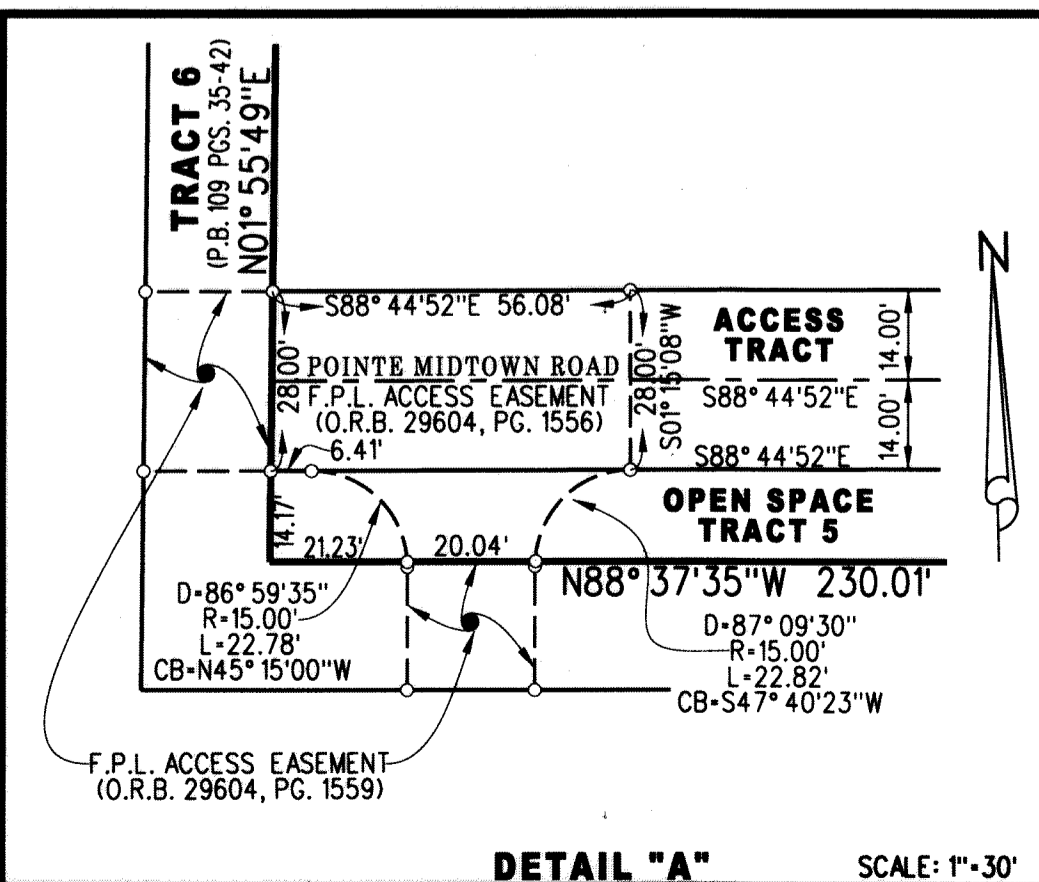 TRACT 6
(P.B. 109 PGS. 35-42)
N01° 55'49"E
N
S88° 44'52"E 56.08'
28.00'
POINTE MIDTOWN ROAD
F.P.L. ACCESS EASEMENT
(O.R.B. 29604, PG. 1556)
28.00'
S01° 15'08"W
ACCESS
TRACT
14.00'
S88° 44'52"E
14.00'
6.41'
S88° 44'52"E
OPEN SPACE
TRACT 5
14.17'
21.23'
20.04'
N88° 37'35"W 230.01'
D=86° 59'35"
R=15.00'
L=22.78'
CB=N45° 15'00"W
D=87° 09'30"
R=15.00'
L=22.82'
CB=S47° 40'23"W
F.P.L. ACCESS EASEMENT
(O.R.B. 29604, PG. 1559)
DETAIL "A"
SCALE: 1"=30'